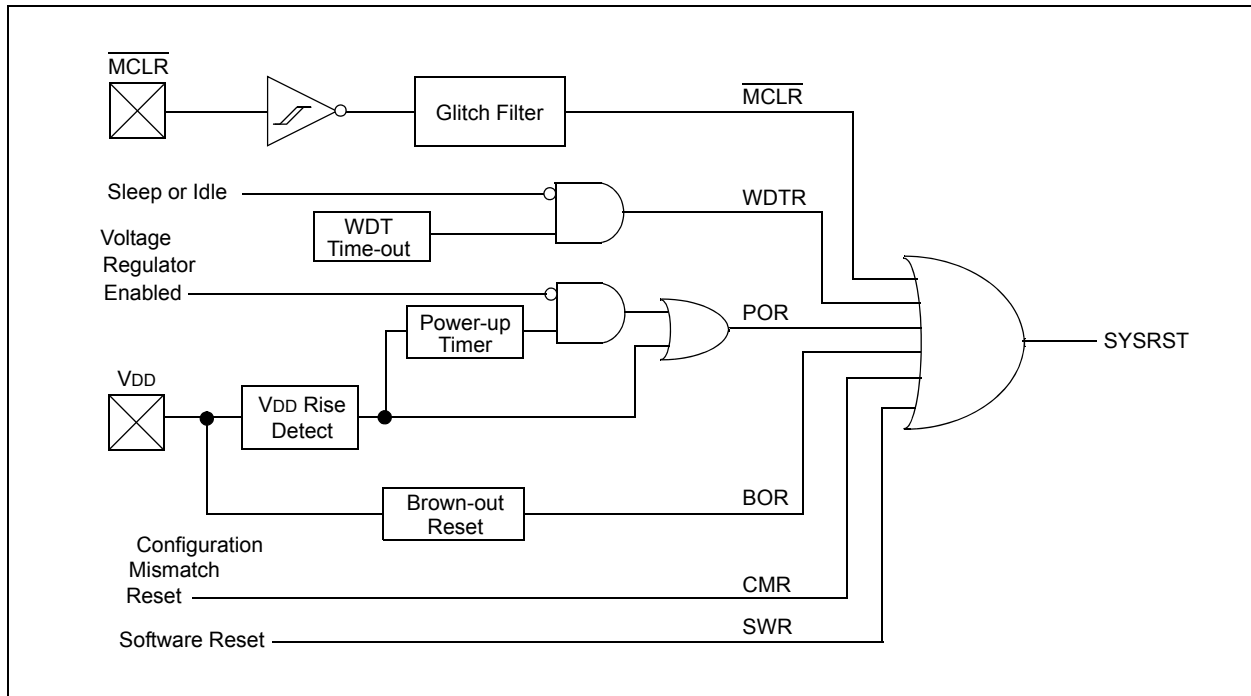 MCLR
Glitch Filter
MCLR
Sleep or Idle
WDT
Time-out
WDTR
Voltage
Regulator
Enabled
Power-up
Timer
POR
SYSRST
VDD
VDD Rise
Detect
Brown-out
Reset
BOR
Configuration
Mismatch
Reset
CMR
Software Reset
SWR